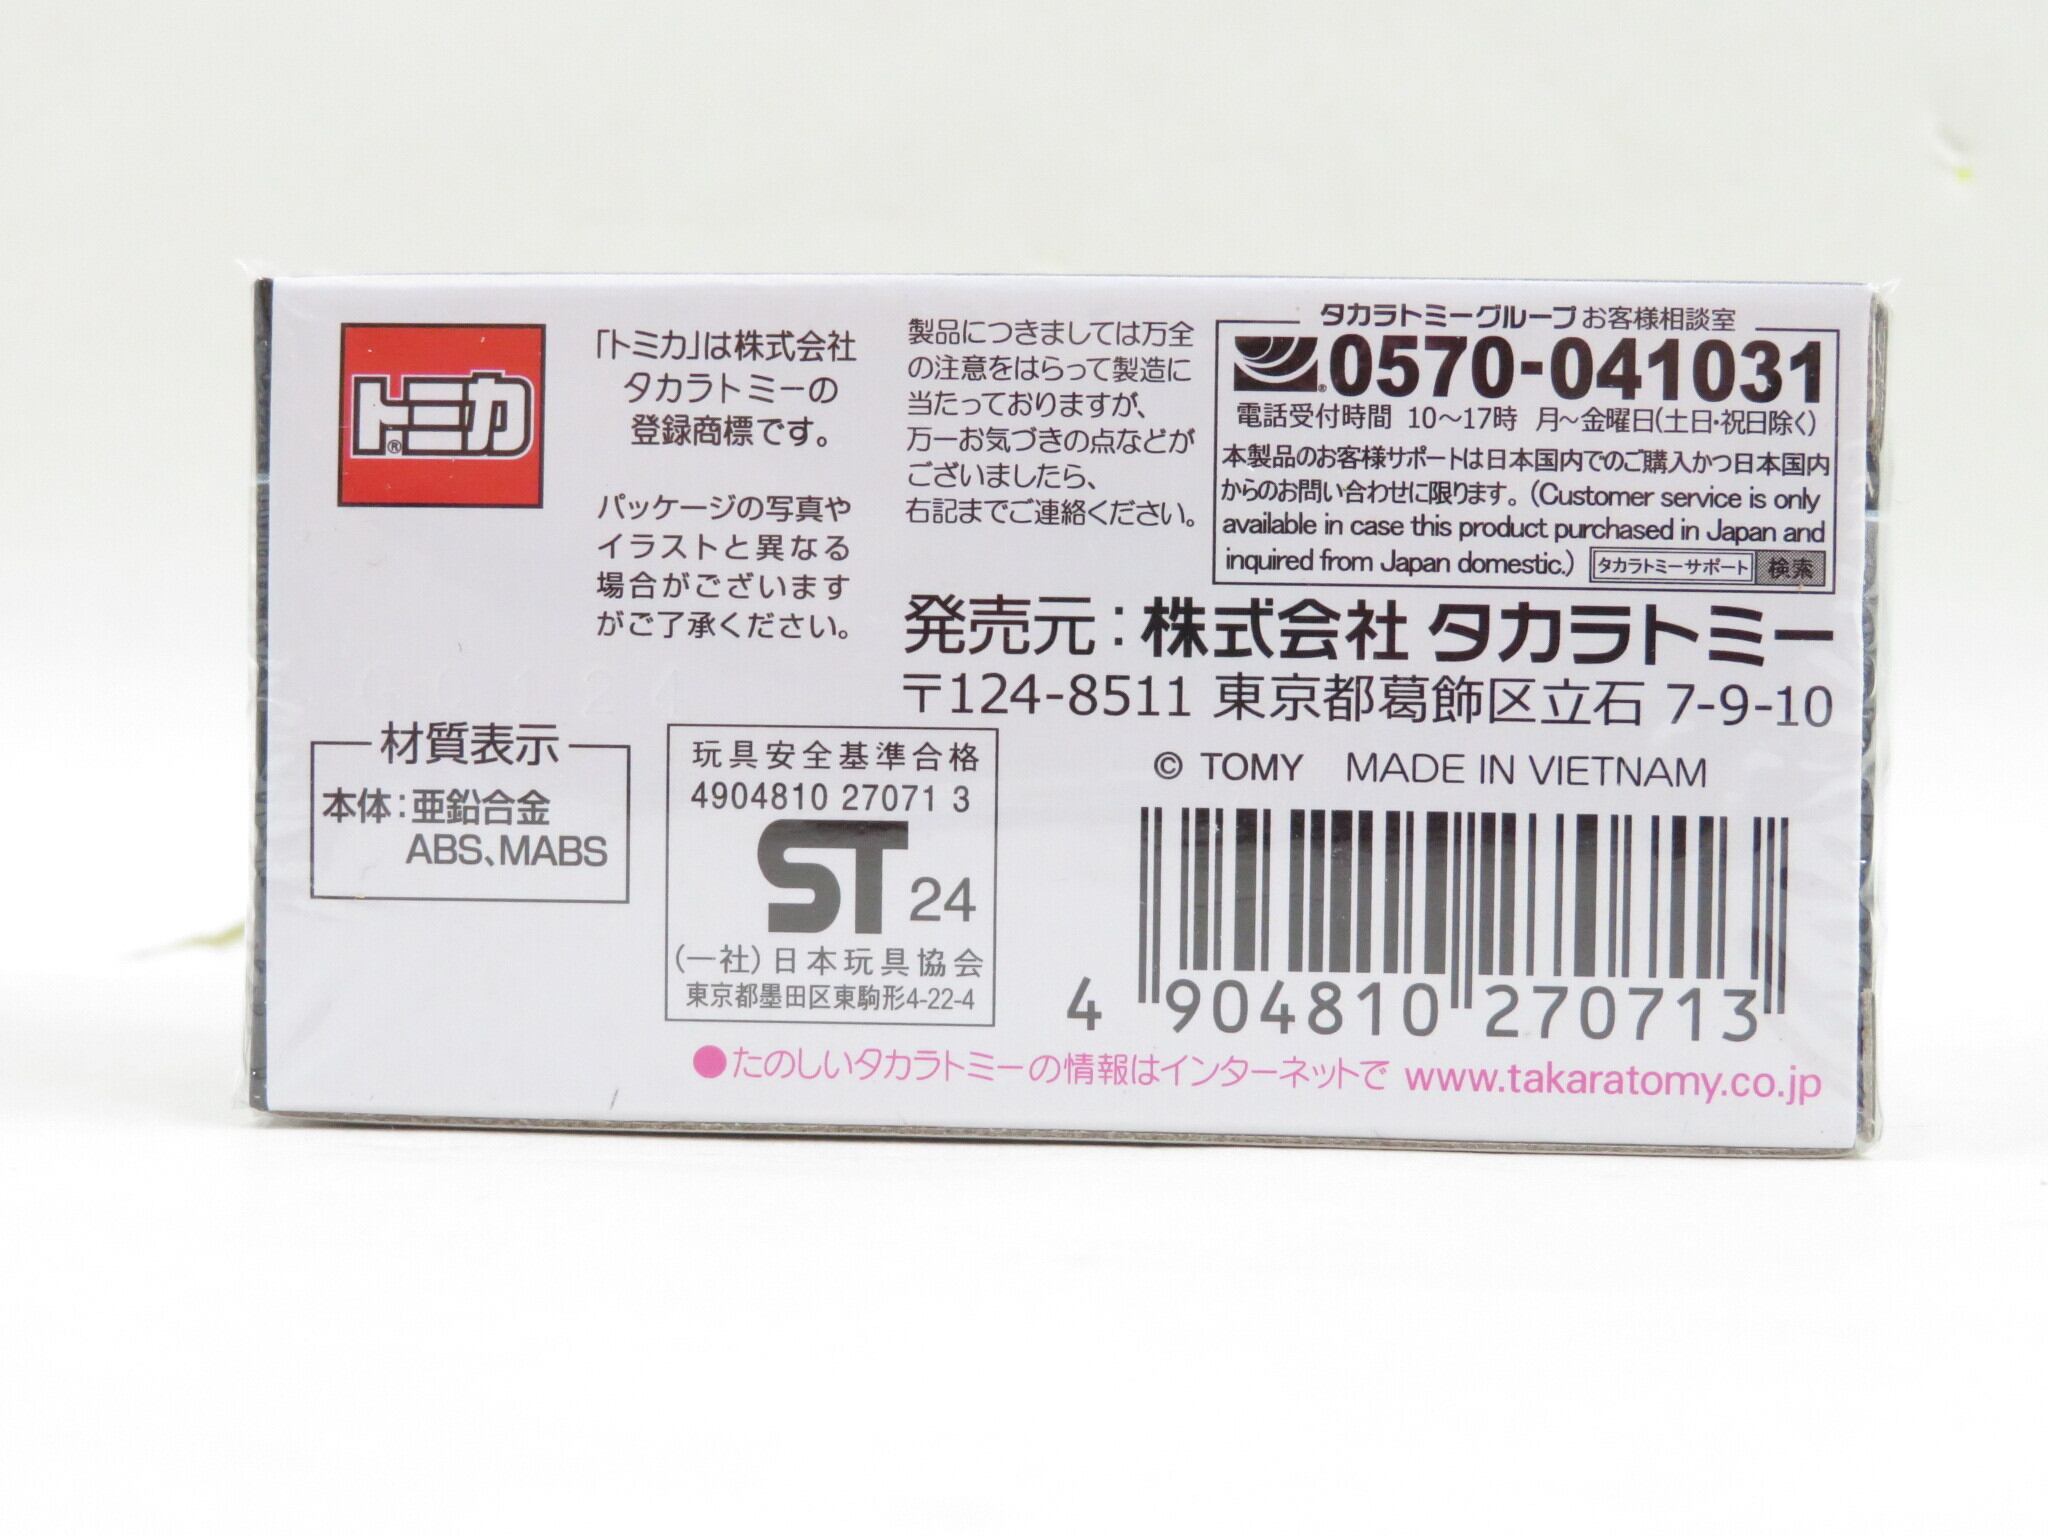 トミカ®
「トミカ」は株式会社
タカラトミーの
登録商標です。
パッケージの写真や
イラストと異なる
場合がございます
がご了承ください。
製品につきましては万全
の注意をはらって製造に
当たっておりますが、
万一お気づきの点などが
ございましたら、
右記までご連絡ください。
タカラトミーグループお客様相談室
0570-041031
電話受付時間 10～17時 月～金曜日(土日・祝日除く)
本製品のお客様サポートは日本国内でのご購入かつ日本国内
からのお問い合わせに限ります。(Customer service is only
available in case this product purchased in Japan and
inquired from Japan domestic.) タカラトミーサポート 検索
発売元：株式会社 タカラトミー
〒124-8511 東京都葛飾区立石 7-9-10
© TOMY MADE IN VIETNAM
材質表示
本体：亜鉛合金
ABS、MABS
玩具安全基準合格
4904810 27071 3
ST 24
(一社)日本玩具協会
東京都墨田区東駒形4-22-4
4 904810 270713
●たのしいタカラトミーの情報はインターネットで www.takaratomy.co.jp